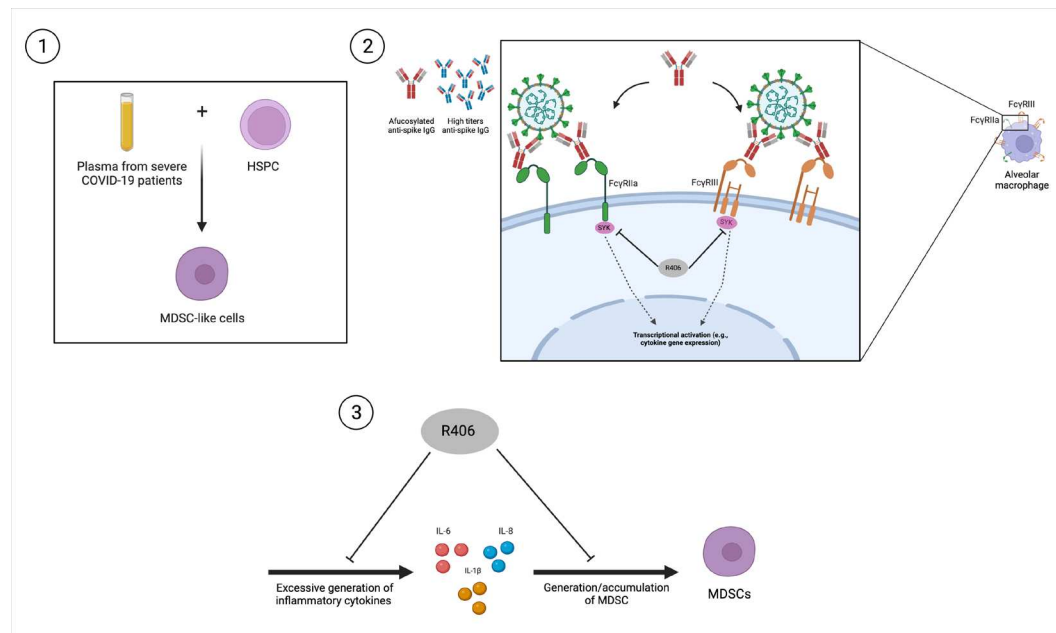 1
+
Plasma from severe
COVID-19 patients
HSPC
MDSC-like cells
2
Afucosylated
anti-spike IgG
High titers
anti-spike IgG
FcγRIIa
FcγRIII
SYK
SYK
R406
Transcriptional activation (e.g.,
cytokine gene expression)
FcγRIII
FcγRIIa
Alveolar
macrophage
3
R406
IL-6
IL-8
IL-1β
Excessive generation of
inflammatory cytokines
Generation/accumulation
of MDSC
MDSCs